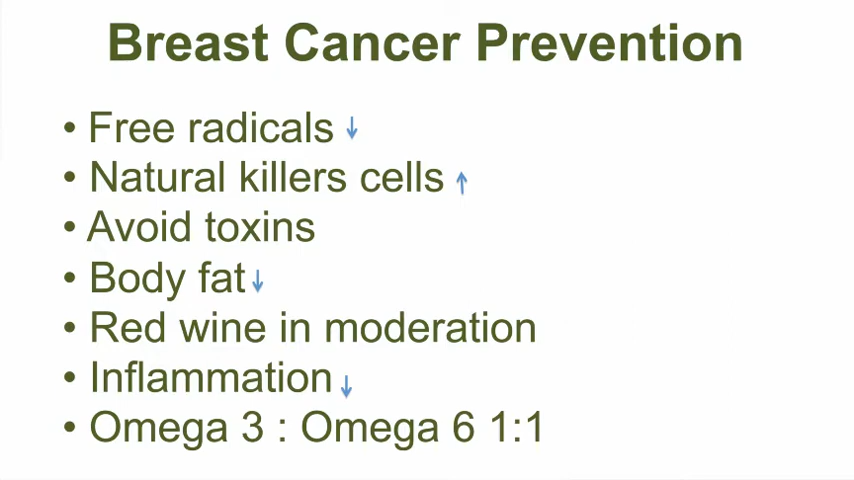 Breast Cancer Prevention
• Free radicals ↓
• Natural killers cells ↑
• Avoid toxins
• Body fat ↓
• Red wine in moderation
• Inflammation ↓
• Omega 3 : Omega 6 1:1